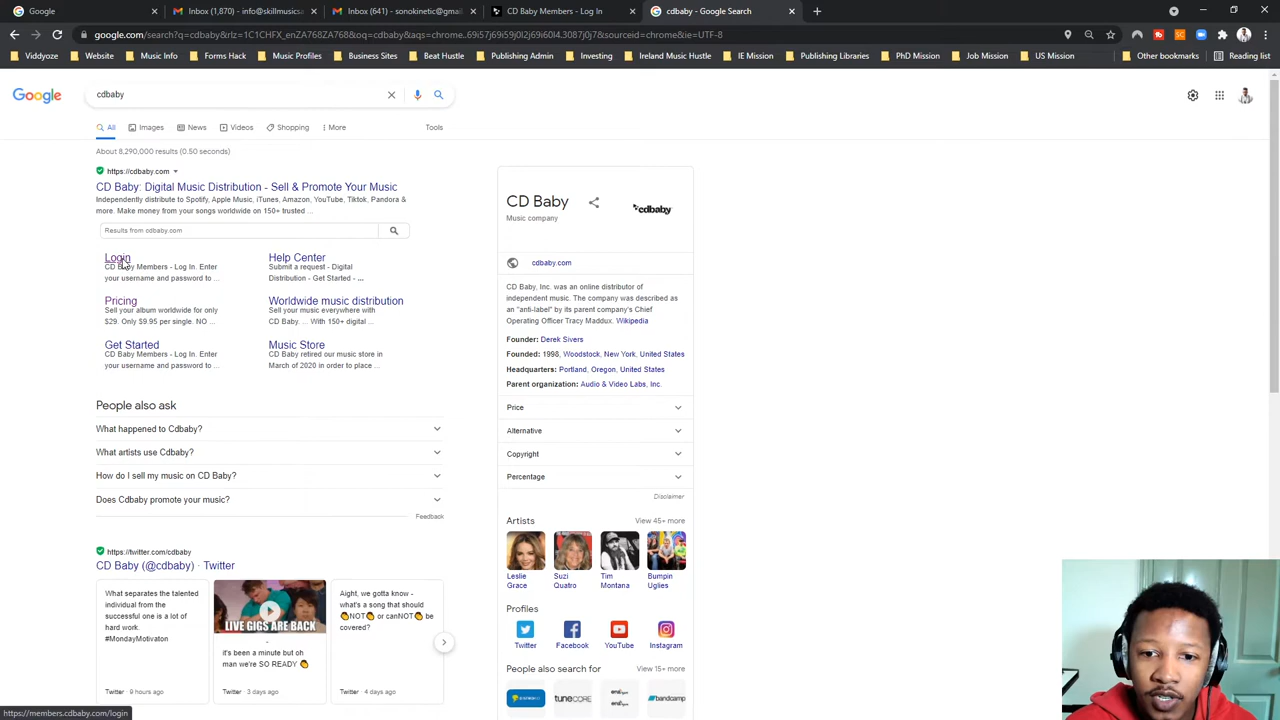 Google
Inbox (1,870) - info@skillmusics
Inbox (641) - sonokinetic@gmail
CD Baby Members - Log In
cdbaby - Google Search
google.com/search?q=cdbaby&rlz=1C1CHFX_enZA768ZA768&oq=cdbaby&aqs=chrome..69i57j69i59j0i20i263j69i60l4.3087j0j7&sourceid=chrome&ie=UTF-8
Viddyoze
Website
Forms Hack
Business Sites
Publishing Admin
Investing
Ireland Music Hustle
IE Mission
Publishing Libraries
PhD Mission
Job Mission
US Mission
Other bookmarks
Reading list
Google
cdbaby
All
Images
News
Videos
Shopping
More
Tools
About 8,290,000 results (0.50 seconds)
https://cdbaby.com
CD Baby: Digital Music Distribution - Sell & Promote Your Music
Independently distribute to Spotify, Apple Music, iTunes, Amazon, YouTube, Tiktok, Pandora &
more. Make money from your songs worldwide on 150+ trusted ...
Results from cdbaby.com
Login
CD Baby Members - Log In. Enter
your username and password to ...
Help Center
Submit a request - Digital
Distribution - Get Started - ...
Pricing
Sell your album worldwide for only
$29. Only $9.95 per single. NO ...
Worldwide music distribution
Sell your music everywhere with
CD Baby. ... With 150+ digital ...
Get Started
CD Baby Members - Log In. Enter
your username and password to ...
Music Store
CD Baby retired our music store in
March of 2020 in order to place ...
People also ask
What happened to Cdbaby?
What artists use Cdbaby?
How do I sell my music on CD Baby?
Does Cdbaby promote your music?
Feedback
https://twitter.com/cdbaby
CD Baby (@cdbaby) · Twitter
What separates the talented
individual from the
successful one is a lot of
hard work.
#MondayMotivaton
Twitter · 9 hours ago
LIVE GIGS ARE BACK
it's been a minute but oh
man we're SO READY 👏
Twitter · 3 days ago
Aight, we gotta know -
what's a song that should
👏NOT👏 or canNOT👏 be
covered?
Twitter · 4 days ago
CD Baby
Music company
cdbaby
cdbaby.com
CD Baby, Inc. was an online distributor of
independent music. The company was described as
an "anti-label" by its parent company's Chief
Operating Officer Tracy Maddux. Wikipedia
Founder: Derek Sivers
Founded: 1998, Woodstock, New York, United States
Headquarters: Portland, Oregon, United States
Parent organization: Audio & Video Labs, Inc.
Price
Alternative
Copyright
Percentage
Disclaimer
Artists
View 45+ more
Leslie
Grace
Suzi
Quatro
Tim
Montana
Bumpin
Uglies
Profiles
Twitter
Facebook
YouTube
Instagram
People also search for
View 15+ more
tunecore
bandcamp
https://members.cdbaby.com/login